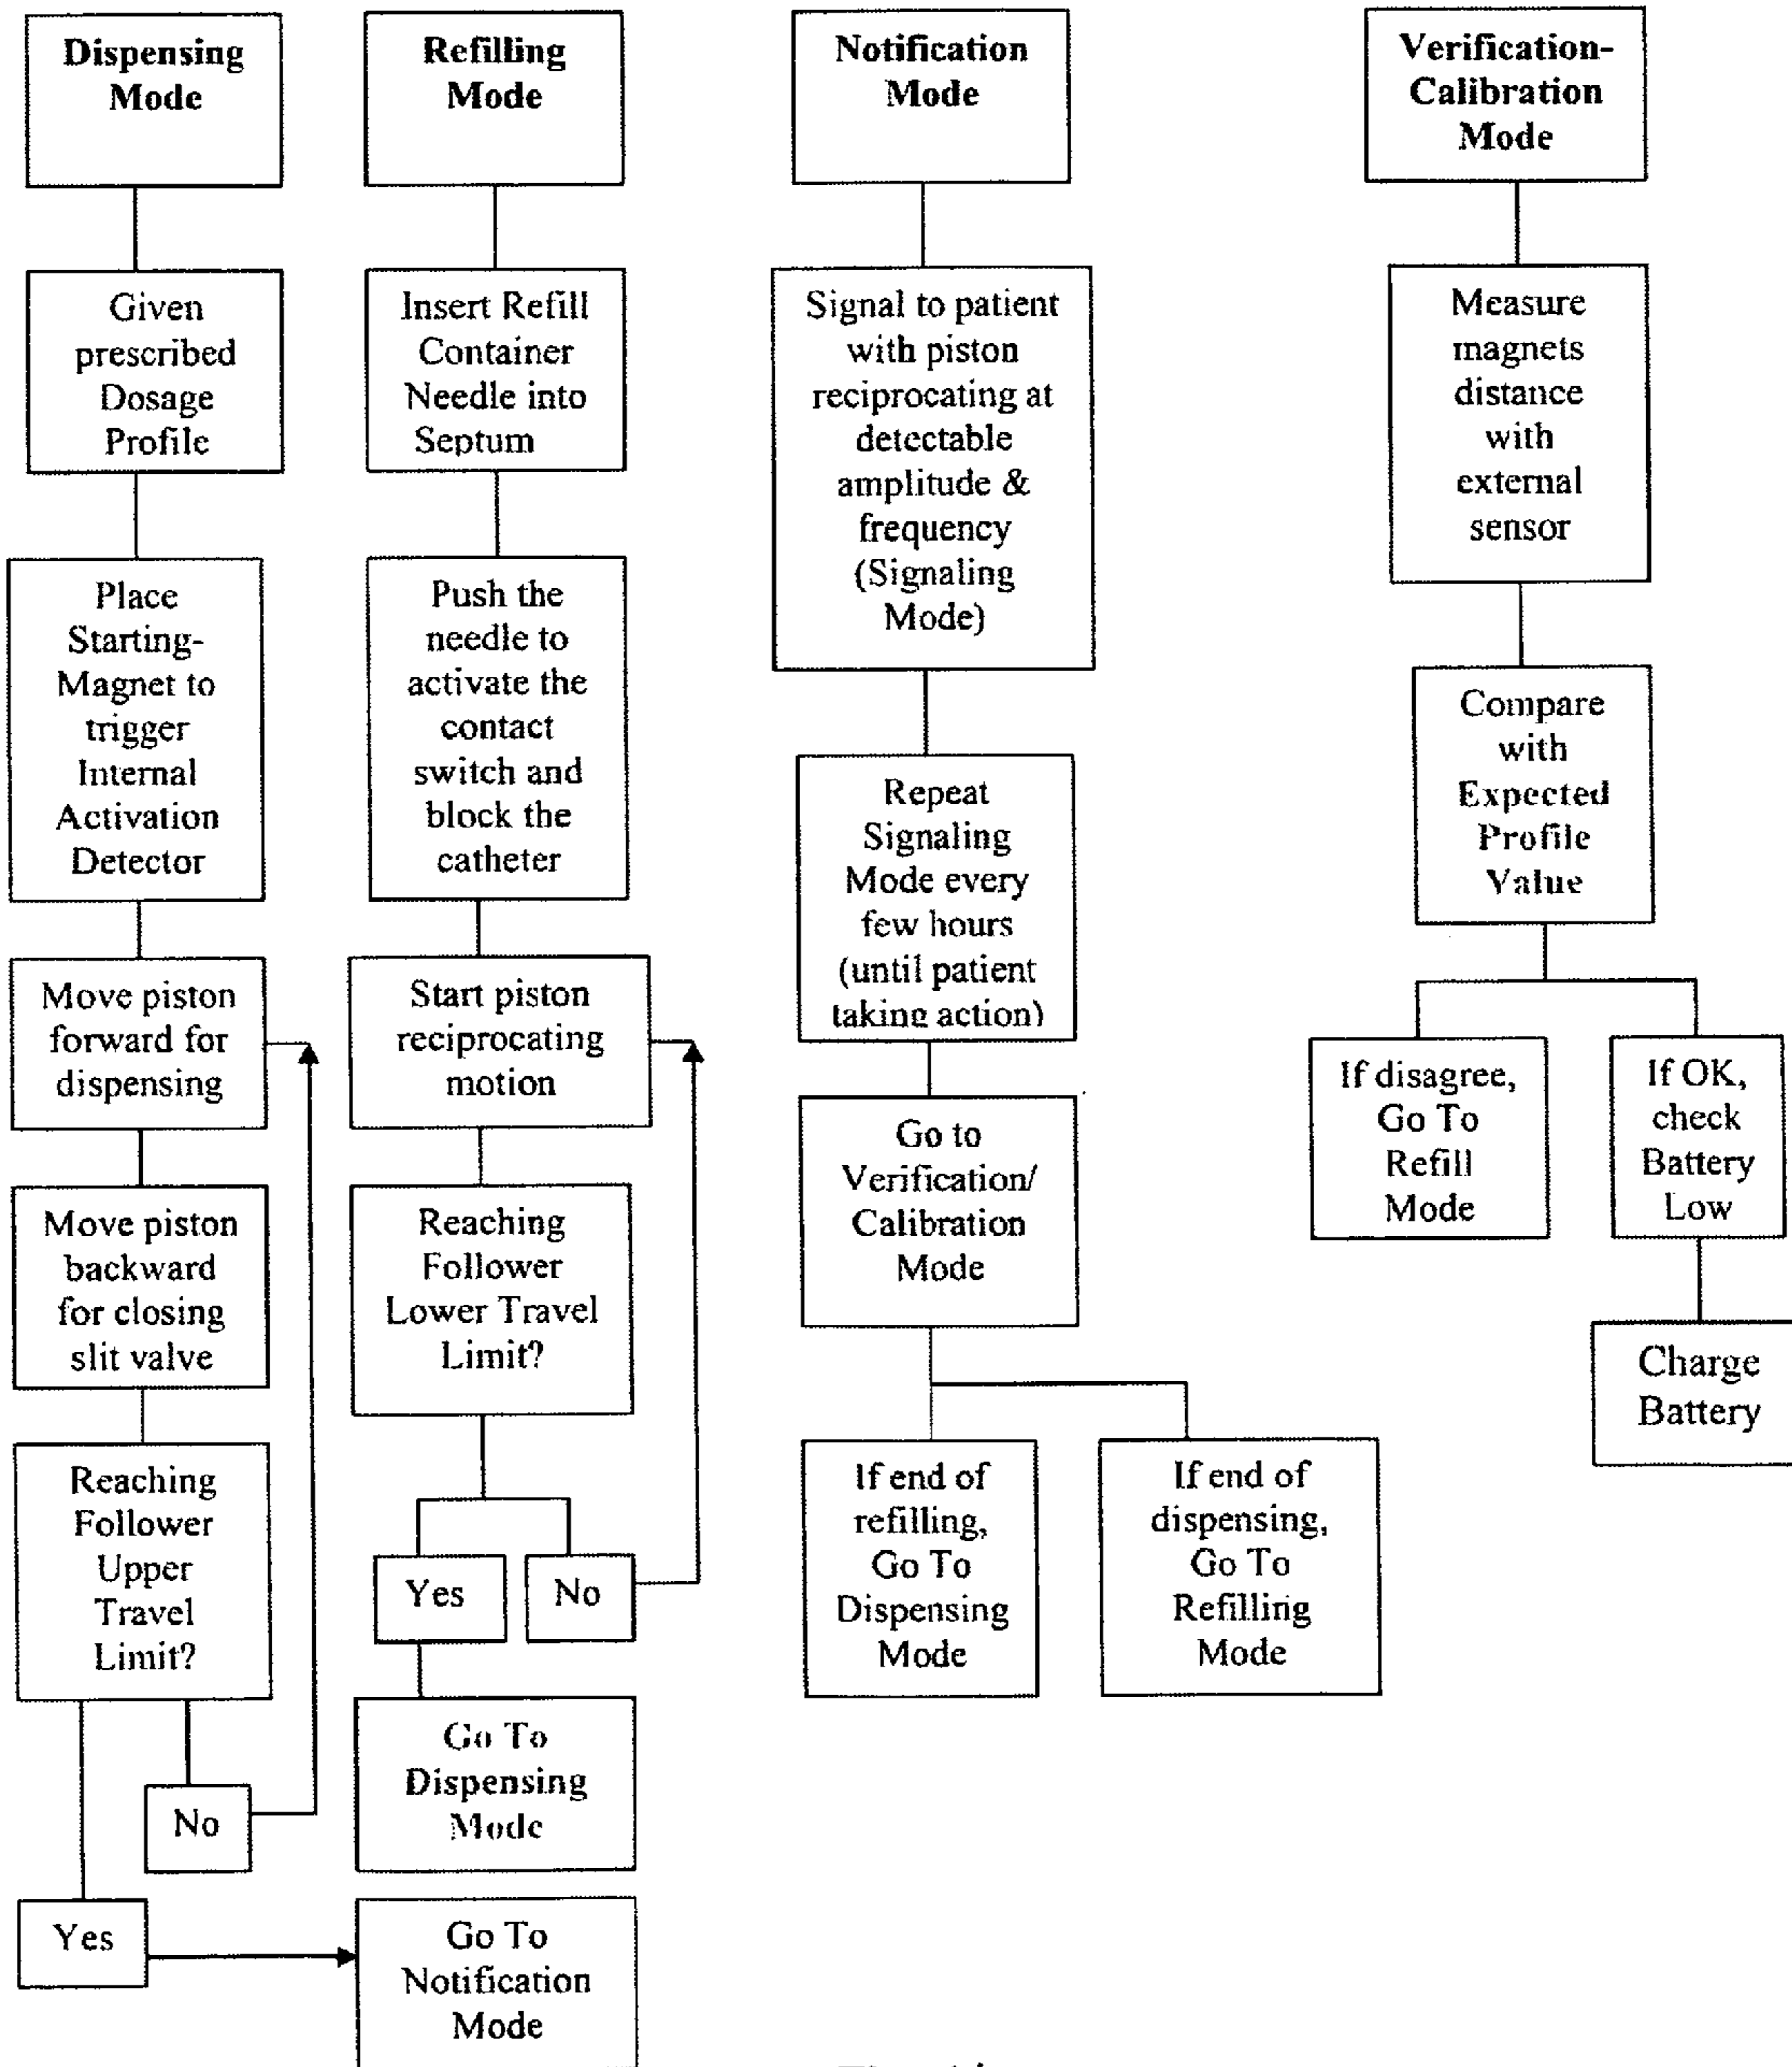 Dispensing
Mode
Given
prescribed
Dosage
Profile
Place
Starting-
Magnet to
trigger
Internal
Activation
Detector
Move piston
forward for
dispensing
Move piston
backward
for closing
slit valve
Reaching
Follower
Upper
Travel
Limit?
No
Yes
Refilling
Mode
Insert Refill
Container
Needle into
Septum
Push the
needle to
activate the
contact
switch and
block the
catheter
Start piston
reciprocating
motion
Reaching
Follower
Lower Travel
Limit?
Yes
No
Go To
Dispensing
Mode
Go To
Notification
Mode
Notification
Mode
Signal to patient
with piston
reciprocating at
detectable
amplitude &
frequency
(Signaling
Mode)
Repeat
Signaling
Mode every
few hours
(until patient
taking action)
Go to
Verification/
Calibration
Mode
If end of
refilling,
Go To
Dispensing
Mode
If end of
dispensing,
Go To
Refilling
Mode
Verification-
Calibration
Mode
Measure
magnets
distance
with
external
sensor
Compare
with
Expected
Profile
Value
If disagree,
Go To
Refill
Mode
If OK,
check
Battery
Low
Charge
Battery